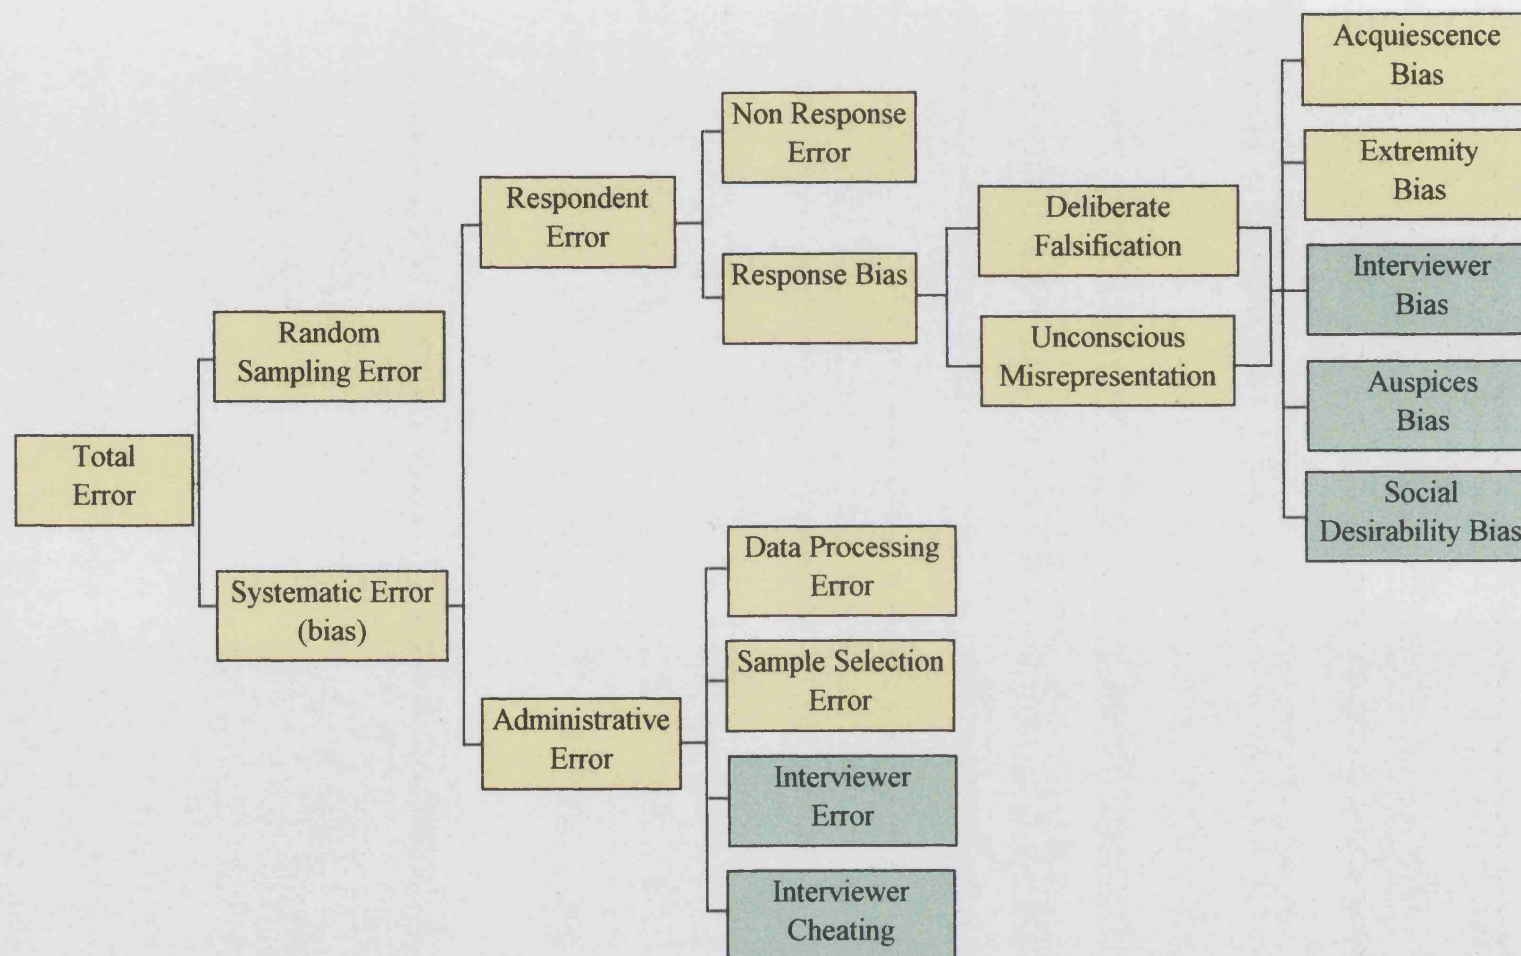 Total
Error
Random
Sampling Error
Systematic Error
(bias)
Respondent
Error
Administrative
Error
Non Response
Error
Response Bias
Data Processing
Error
Sample Selection
Error
Interviewer
Error
Interviewer
Cheating
Deliberate
Falsification
Unconscious
Misrepresentation
Acquiescence
Bias
Extremity
Bias
Interviewer
Bias
Auspices
Bias
Social
Desirability Bias